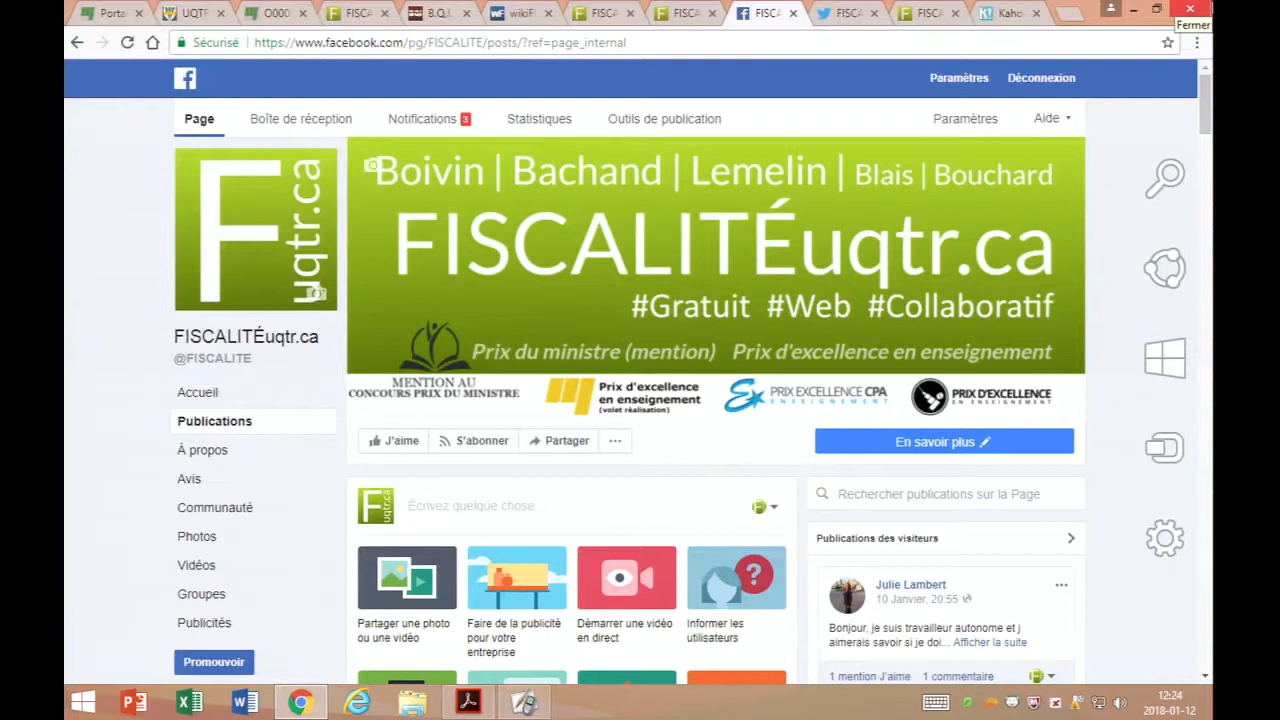 Porta
UQTR
O000
FISCA
B.Q.I.
wikiF
FISCA
FISCA
FISCA
FISCA
FISCA
Kaho
Fermer
Sécurisé
https://www.facebook.com/pg/FISCALITE/posts/?ref=page_internal
Paramètres
Déconnexion
Page
Boîte de réception
Notifications 3
Statistiques
Outils de publication
Paramètres
Aide
F uqtr.ca
Boivin | Bachand | Lemelin | Blais | Bouchard
FISCALITÉuqtr.ca
#Gratuit #Web #Collaboratif
Prix du ministre (mention) Prix d'excellence en enseignement
MENTION AU
CONCOURS PRIX DU MINISTRE
Prix d'excellence
en enseignement
(volet réalisation)
PRIX EXCELLENCE CPA
ENSEIGNEMENT
PRIX D'EXCELLENCE
EN ENSEIGNEMENT
FISCALITÉuqtr.ca
@FISCALITE
Accueil
Publications
À propos
Avis
Communauté
Photos
Vidéos
Groupes
Publicités
Promouvoir
J'aime
S'abonner
Partager
...
En savoir plus
F uqtr.ca
Écrivez quelque chose...
Partager une photo
ou une vidéo
Faire de la publicité
pour votre
entreprise
Démarrer une vidéo
en direct
?
Informer les
utilisateurs
Rechercher publications sur la Page
Publications des visiteurs
Julie Lambert
...
10 Janvier, 20:55
Bonjour, je suis travailleur autonome et j
aimerais savoir si je doi... Afficher la suite
1 mention J'aime 1 commentaire
12:24
2018-01-12